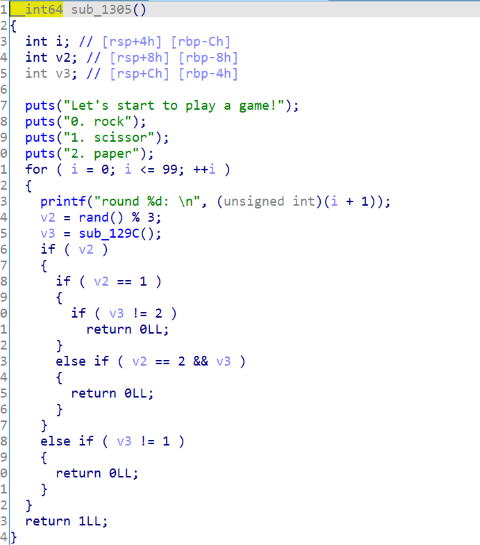 1 __int64 sub_1305()
2 {
3 int i; // [rsp+4h] [rbp-Ch]
4 int v2; // [rsp+8h] [rbp-8h]
5 int v3; // [rsp+Ch] [rbp-4h]
6
7 puts("Let's start to play a game!");
8 puts("0. rock");
9 puts("1. scissor");
0 puts("2. paper");
1 for ( i = 0; i <= 99; ++i )
2 {
3 printf("round %d: \n", (unsigned int)(i + 1));
4 v2 = rand() % 3;
5 v3 = sub_129C();
6 if ( v2 )
7 {
8 if ( v2 == 1 )
9 {
0 if ( v3 != 2 )
1 return 0LL;
2 }
3 else if ( v2 == 2 && v3 )
4 {
5 return 0LL;
6 }
7 }
8 else if ( v3 != 1 )
9 {
0 return 0LL;
1 }
2 }
3 return 1LL;
4 }